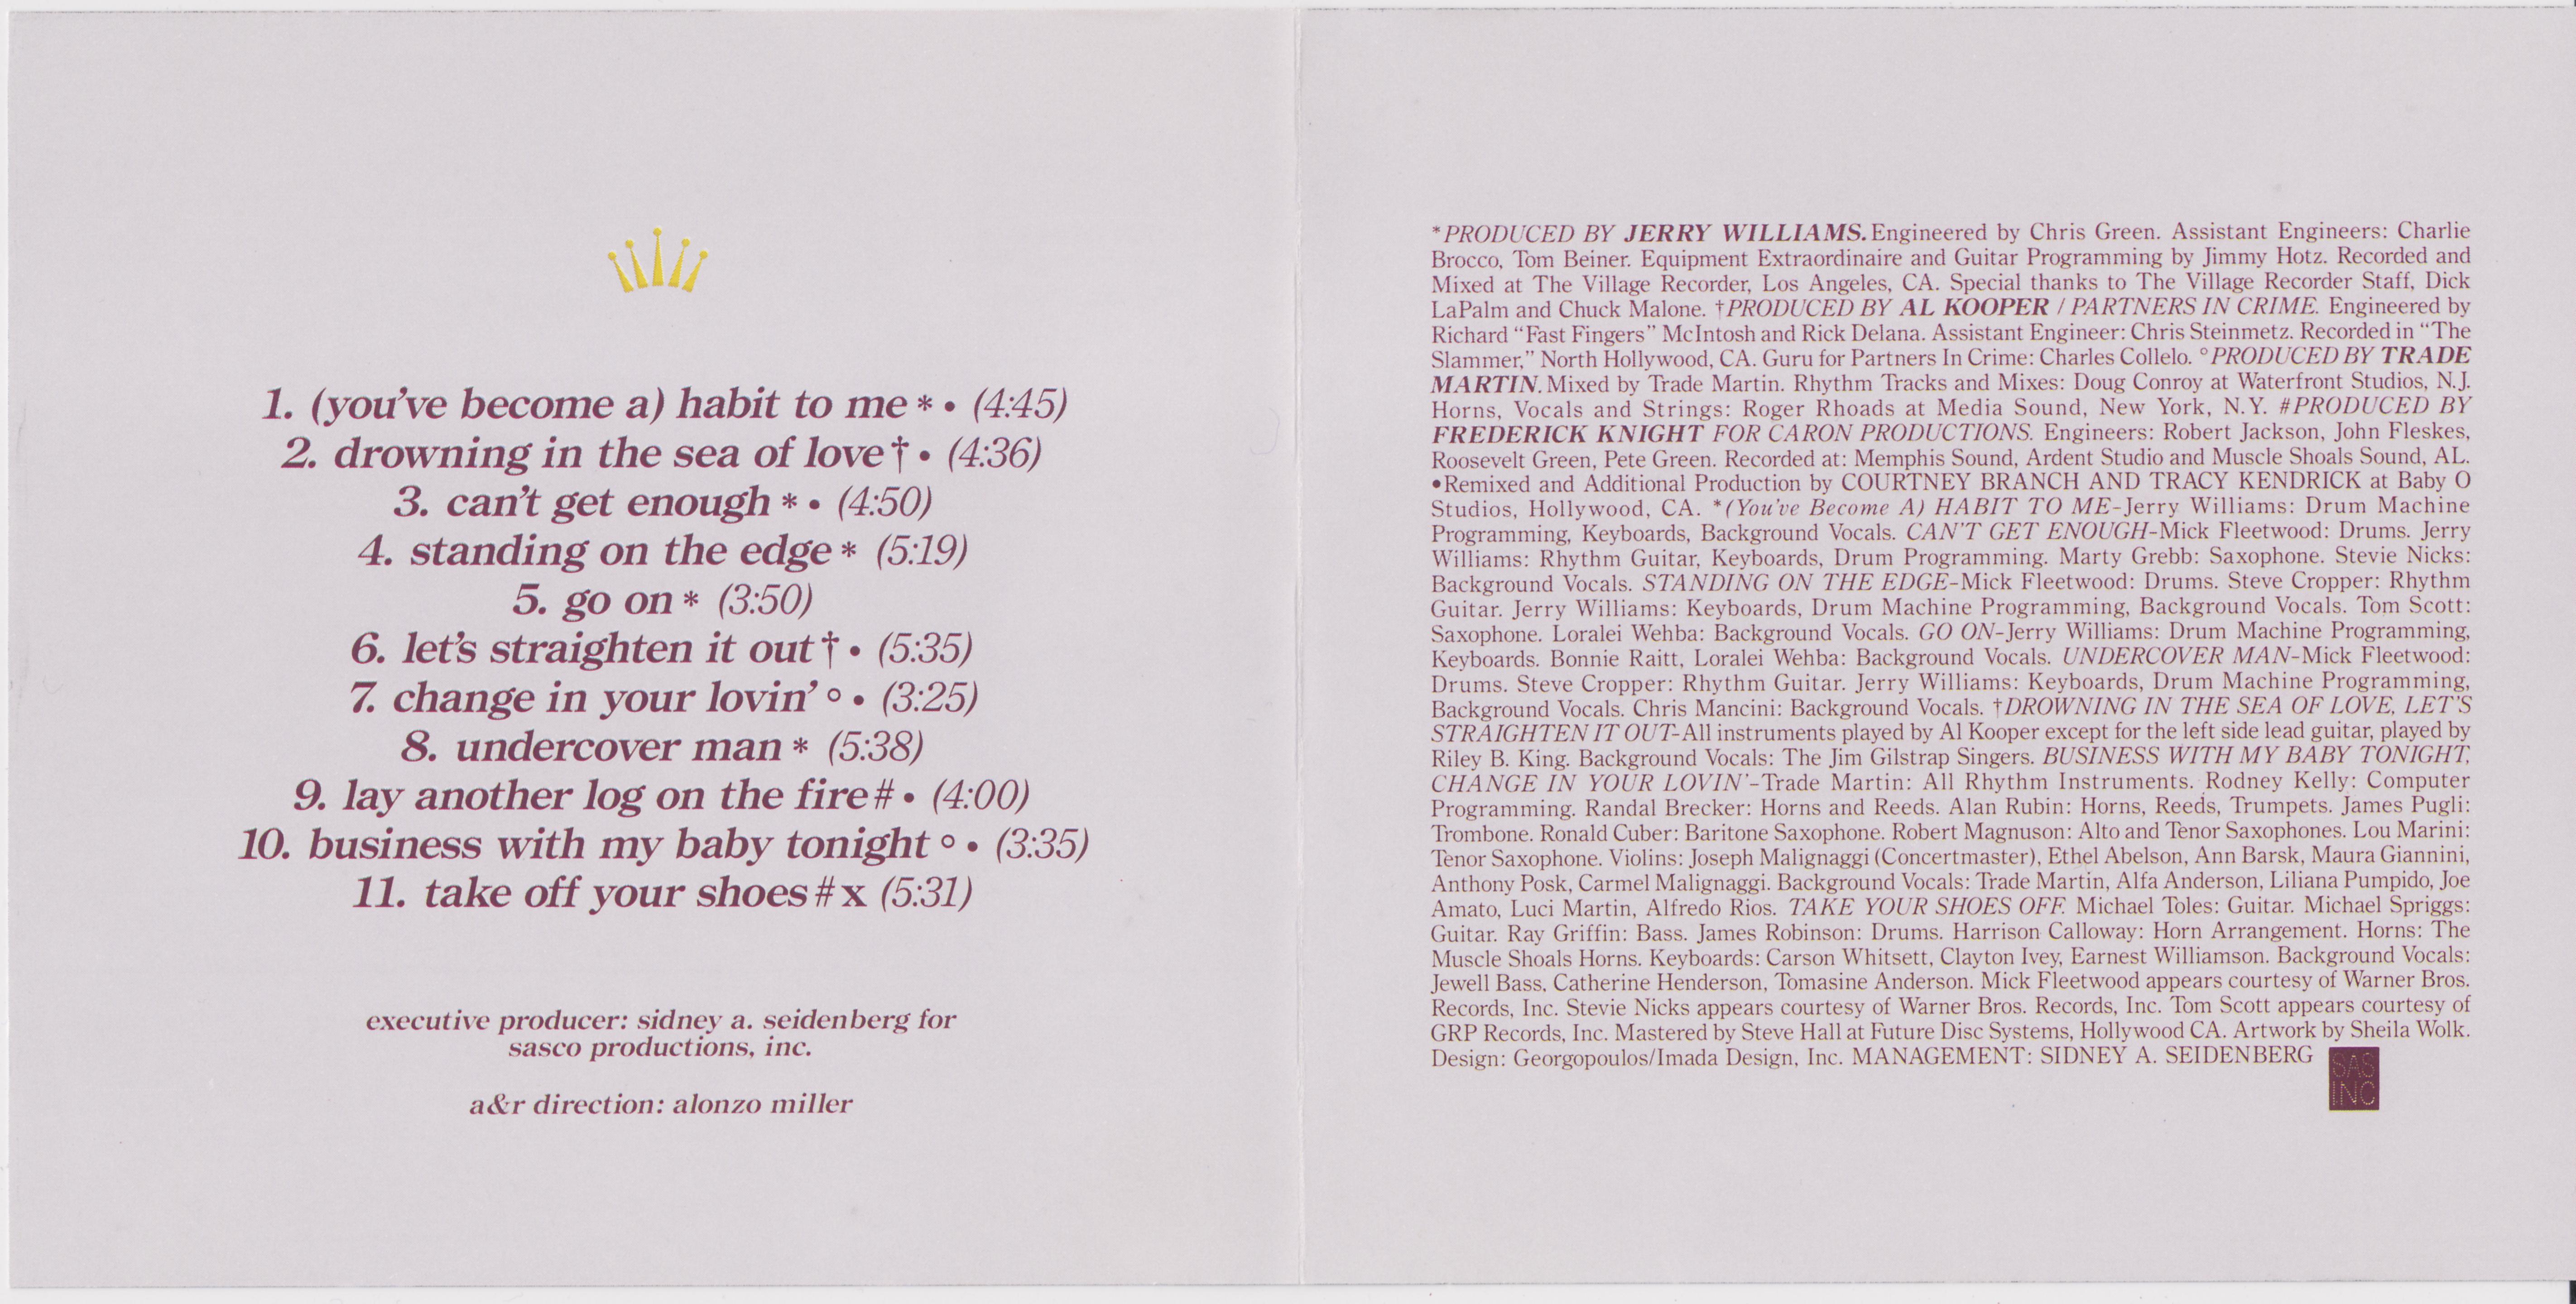 1. (you've become a) habit to me * • (4:45)
2. drowning in the sea of love † • (4:36)
3. can't get enough * • (4:50)
4. standing on the edge * (5:19)
5. go on * (3:50)
6. let's straighten it out † • (5:35)
7. change in your lovin' ° • (3:25)
8. undercover man * (5:38)
9. lay another log on the fire # • (4:00)
10. business with my baby tonight ° • (3:35)
11. take off your shoes # x (5:31)
executive producer: sidney a. seidenberg for
sasco productions, inc.
a&r direction: alonzo miller
*PRODUCED BY JERRY WILLIAMS. Engineered by Chris Green. Assistant Engineers: Charlie
Brocco, Tom Beiner. Equipment Extraordinaire and Guitar Programming by Jimmy Hotz. Recorded and
Mixed at The Village Recorder, Los Angeles, CA. Special thanks to The Village Recorder Staff, Dick
LaPalm and Chuck Malone. †PRODUCED BY AL KOOPER / PARTNERS IN CRIME. Engineered by
Richard “Fast Fingers” McIntosh and Rick Delana. Assistant Engineer: Chris Steinmetz. Recorded in “The
Slammer,” North Hollywood, CA. Guru for Partners In Crime: Charles Collelo. °PRODUCED BY TRADE
MARTIN. Mixed by Trade Martin. Rhythm Tracks and Mixes: Doug Conroy at Waterfront Studios, N.J.
Horns, Vocals and Strings: Roger Rhoads at Media Sound, New York, N.Y. #PRODUCED BY
FREDERICK KNIGHT FOR CARON PRODUCTIONS. Engineers: Robert Jackson, John Fleskes,
Roosevelt Green, Pete Green. Recorded at: Memphis Sound, Ardent Studio and Muscle Shoals Sound, AL.
•Remixed and Additional Production by COURTNEY BRANCH AND TRACY KENDRICK at Baby O
Studios, Hollywood, CA. *(You've Become A) HABIT TO ME-Jerry Williams: Drum Machine
Programming, Keyboards, Background Vocals. CAN'T GET ENOUGH-Mick Fleetwood: Drums. Jerry
Williams: Rhythm Guitar, Keyboards, Drum Programming. Marty Grebb: Saxophone. Stevie Nicks:
Background Vocals. STANDING ON THE EDGE-Mick Fleetwood: Drums. Steve Cropper: Rhythm
Guitar. Jerry Williams: Keyboards, Drum Machine Programming, Background Vocals. Tom Scott:
Saxophone. Loralei Wehba: Background Vocals. GO ON-Jerry Williams: Drum Machine Programming,
Keyboards. Bonnie Raitt, Loralei Wehba: Background Vocals. UNDERCOVER MAN-Mick Fleetwood:
Drums. Steve Cropper: Rhythm Guitar. Jerry Williams: Keyboards, Drum Machine Programming,
Background Vocals. Chris Mancini: Background Vocals. †DROWNING IN THE SEA OF LOVE, LET'S
STRAIGHTEN IT OUT-All instruments played by Al Kooper except for the left side lead guitar, played by
Riley B. King. Background Vocals: The Jim Gilstrap Singers. BUSINESS WITH MY BABY TONIGHT,
CHANGE IN YOUR LOVIN'-Trade Martin: All Rhythm Instruments. Rodney Kelly: Computer
Programming. Randal Brecker: Horns and Reeds. Alan Rubin: Horns, Reeds, Trumpets. James Pugli:
Trombone. Ronald Cuber: Baritone Saxophone. Robert Magnuson: Alto and Tenor Saxophones. Lou Marini:
Tenor Saxophone. Violins: Joseph Malignaggi (Concertmaster), Ethel Abelson, Ann Barsk, Maura Giannini,
Anthony Posk, Carmel Malignaggi. Background Vocals: Trade Martin, Alfa Anderson, Liliana Pumpido, Joe
Amato, Luci Martin, Alfredo Rios. TAKE YOUR SHOES OFF. Michael Toles: Guitar. Michael Spriggs:
Guitar. Ray Griffin: Bass. James Robinson: Drums. Harrison Calloway: Horn Arrangement. Horns: The
Muscle Shoals Horns. Keyboards: Carson Whitsett, Clayton Ivey, Earnest Williamson. Background Vocals:
Jewell Bass, Catherine Henderson, Tomasine Anderson. Mick Fleetwood appears courtesy of Warner Bros.
Records, Inc. Stevie Nicks appears courtesy of Warner Bros. Records, Inc. Tom Scott appears courtesy of
GRP Records, Inc. Mastered by Steve Hall at Future Disc Systems, Hollywood CA. Artwork by Sheila Wolk.
Design: Georgopoulos/Imada Design, Inc. MANAGEMENT: SIDNEY A. SEIDENBERG
SAS
INC